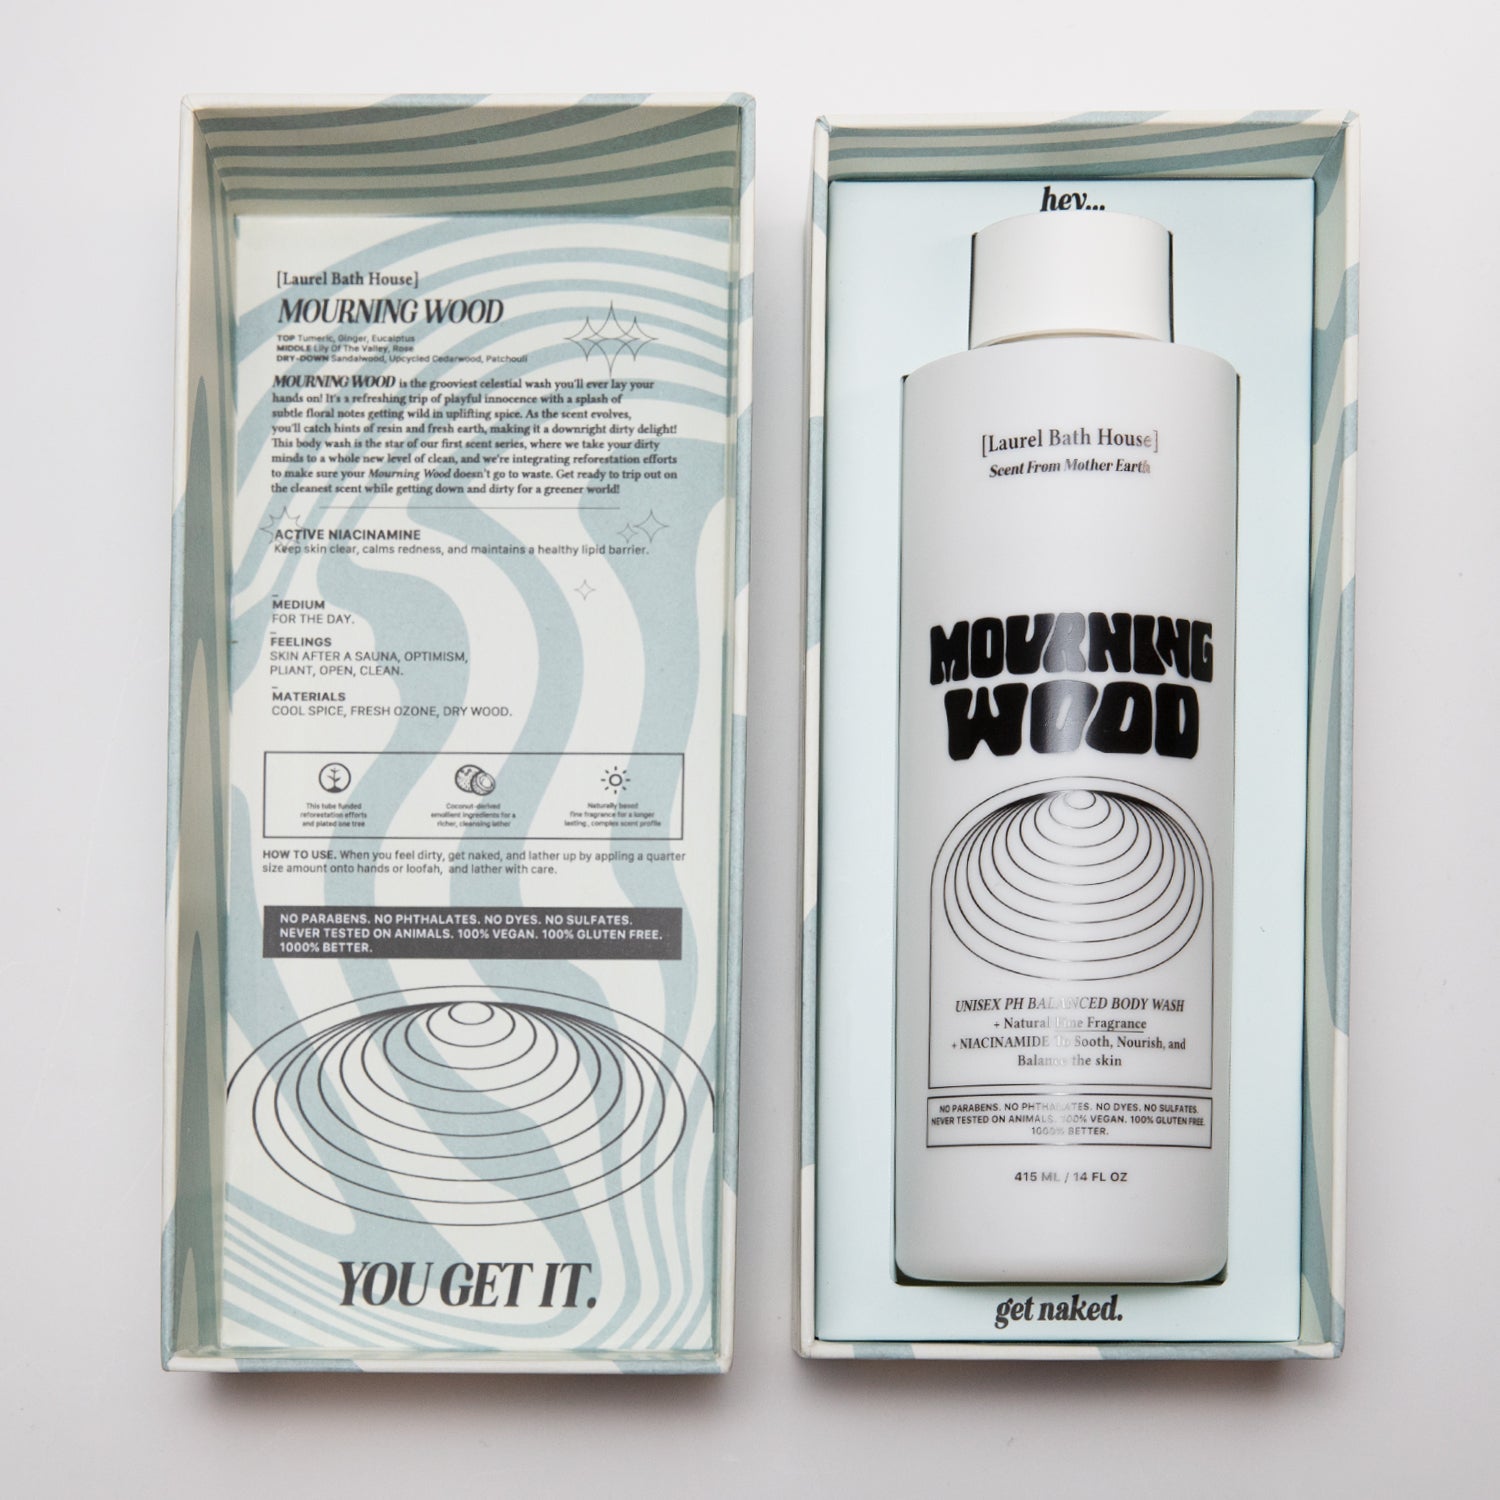 [Laurel Bath House]
MOURNING WOOD
TOP Tumeric, Ginger, Eucaliptus
MIDDLE Lily Of The Valley, Rose
DRY-DOWN Sandalwood, Upcycled Cedarwood, Patchouli
MOURNING WOOD is the grooviest celestial wash you'll ever lay your
hands on! It's a refreshing trip of playful innocence with a splash of
subtle floral notes getting wild in uplifting spice. As the scent evolves,
you'll catch hints of resin and fresh earth, making it a downright dirty delight!
This body wash is the star of our first scent series, where we take your dirty
minds to a whole new level of clean, and we're integrating reforestation efforts
to make sure your Mourning Wood doesn't go to waste. Get ready to trip out on
the cleanest scent while getting down and dirty for a greener world!
ACTIVE NIACINAMINE
Keep skin clear, calms redness, and maintains a healthy lipid barrier.
MEDIUM
FOR THE DAY.
FEELINGS
SKIN AFTER A SAUNA, OPTIMISM,
PLIANT, OPEN, CLEAN.
MATERIALS
COOL SPICE, FRESH OZONE, DRY WOOD.
This tube funded
reforestation efforts
and plated one tree
Coconut-derived
emollient ingredients for a
richer, cleansing lather
Naturally based
fine fragrance for a longer
lasting, complex scent profile
HOW TO USE. When you feel dirty, get naked, and lather up by appling a quarter
size amount onto hands or loofah, and lather with care.
NO PARABENS. NO PHTHALATES. NO DYES. NO SULFATES.
NEVER TESTED ON ANIMALS. 100% VEGAN. 100% GLUTEN FREE.
1000% BETTER.
YOU GET IT.
hey...
[Laurel Bath House]
Scent From Mother Earth
MOURNING
WOOD
UNISEX PH BALANCED BODY WASH
+ Natural Fine Fragrance
+ NIACINAMIDE To Sooth, Nourish, and
Balance the skin
NO PARABENS. NO PHTHALATES. NO DYES. NO SULFATES.
NEVER TESTED ON ANIMALS. 100% VEGAN. 100% GLUTEN FREE.
1000% BETTER.
415 ML / 14 FL OZ
get naked.